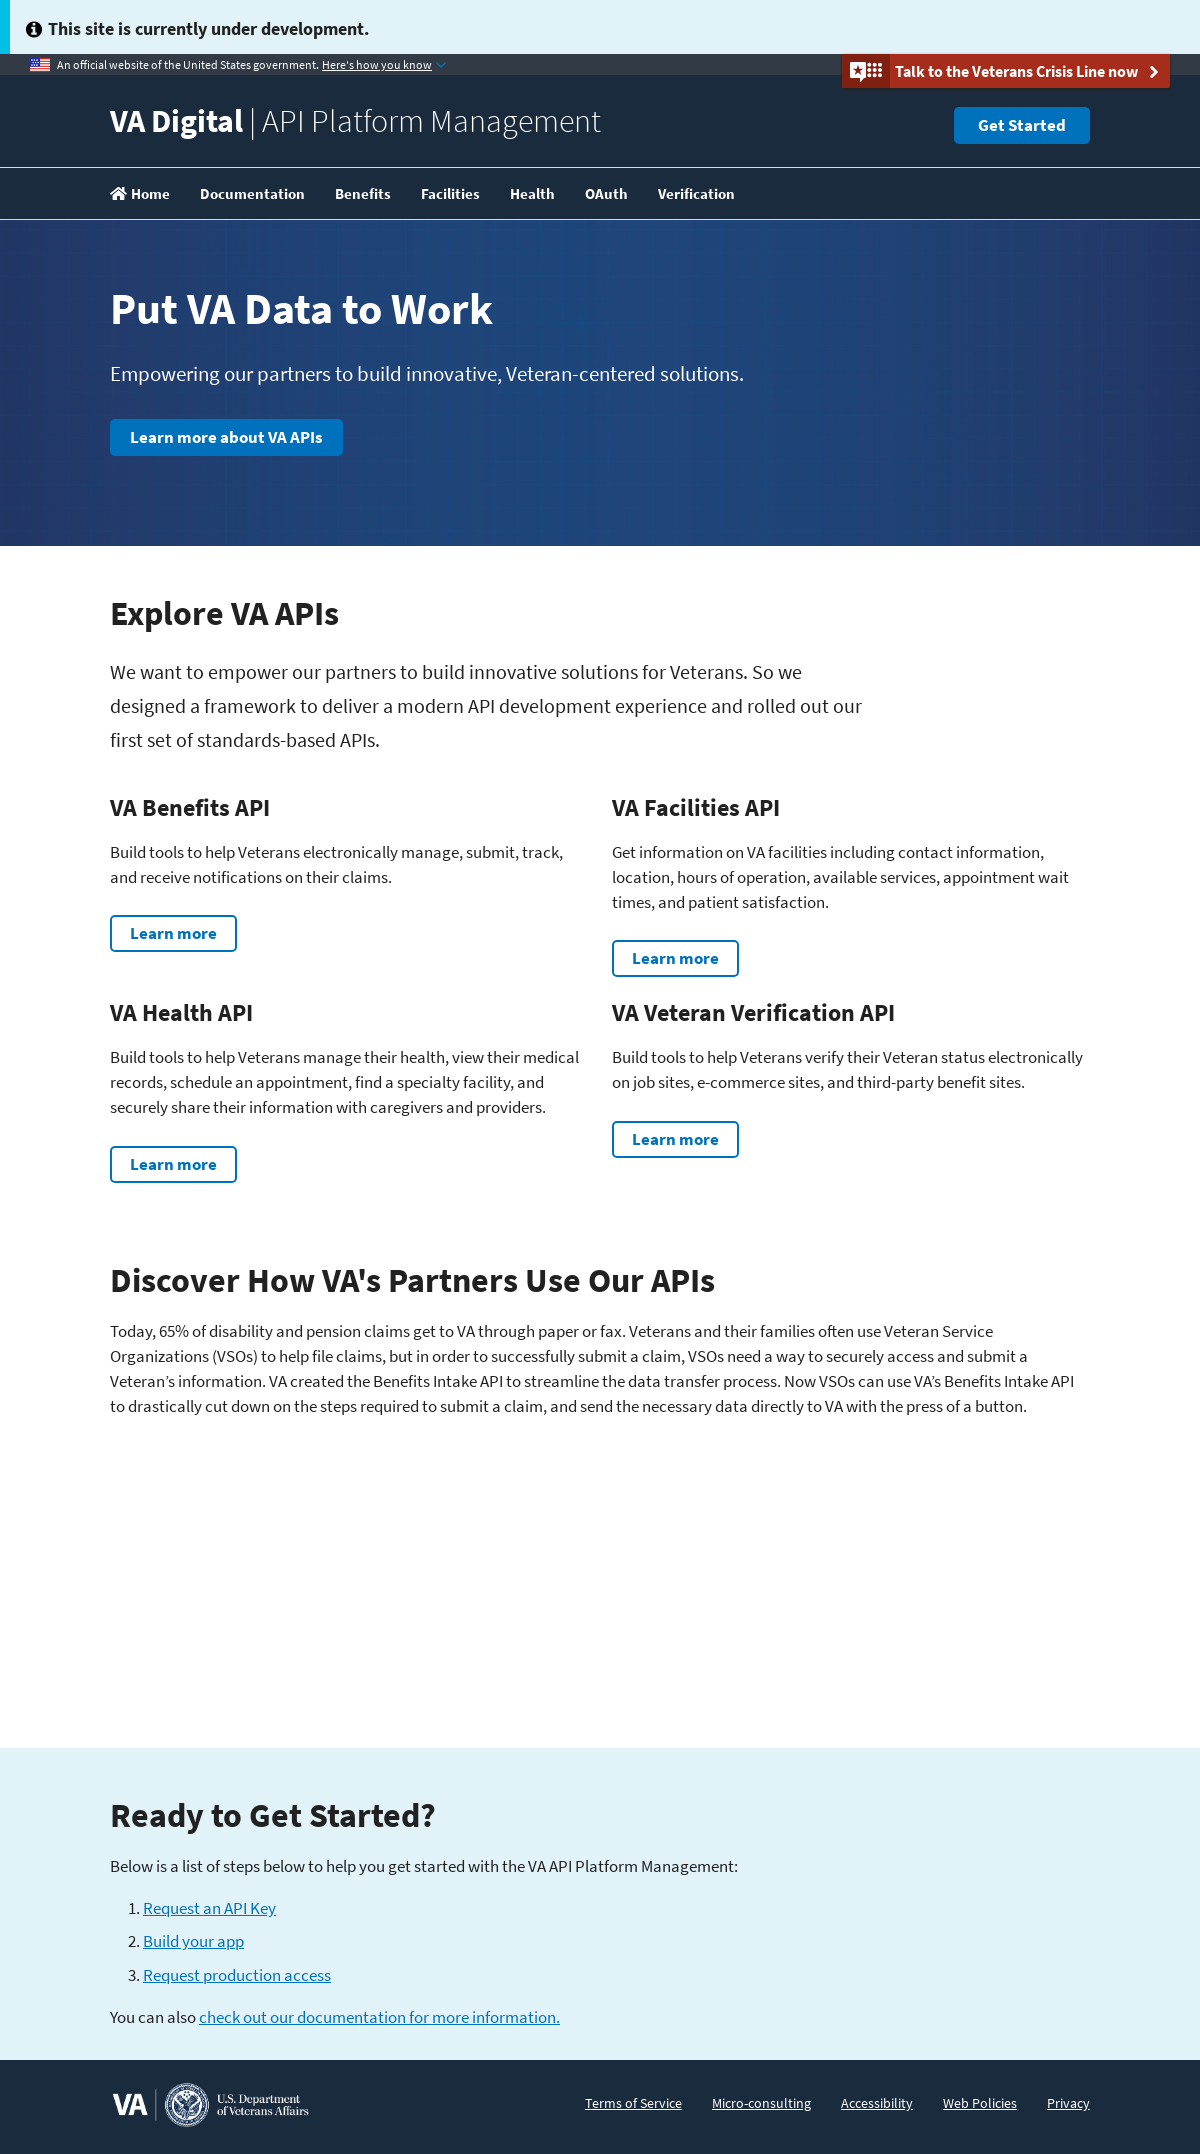 This site is currently under development.
An official website of the United States government. Here's how you know
Talk to the Veterans Crisis Line now
VA Digital | API Platform Management
Get Started
Home Documentation Benefits Facilities Health OAuth Verification
Put VA Data to Work
Empowering our partners to build innovative, Veteran-centered solutions.
Learn more about VA APIs
Explore VA APIs
We want to empower our partners to build innovative solutions for Veterans. So we
designed a framework to deliver a modern API development experience and rolled out our
first set of standards-based APIs.
VA Benefits API
Build tools to help Veterans electronically manage, submit, track,
and receive notifications on their claims.
Learn more
VA Facilities API
Get information on VA facilities including contact information,
location, hours of operation, available services, appointment wait
times, and patient satisfaction.
Learn more
VA Health API
Build tools to help Veterans manage their health, view their medical
records, schedule an appointment, find a specialty facility, and
securely share their information with caregivers and providers.
Learn more
VA Veteran Verification API
Build tools to help Veterans verify their Veteran status electronically
on job sites, e-commerce sites, and third-party benefit sites.
Learn more
Discover How VA's Partners Use Our APIs
Today, 65% of disability and pension claims get to VA through paper or fax. Veterans and their families often use Veteran Service
Organizations (VSOs) to help file claims, but in order to successfully submit a claim, VSOs need a way to securely access and submit a
Veteran’s information. VA created the Benefits Intake API to streamline the data transfer process. Now VSOs can use VA’s Benefits Intake API
to drastically cut down on the steps required to submit a claim, and send the necessary data directly to VA with the press of a button.
Ready to Get Started?
Below is a list of steps below to help you get started with the VA API Platform Management:
1. Request an API Key
2. Build your app
3. Request production access
You can also check out our documentation for more information.
VA
U.S. Department
of Veterans Affairs
Terms of Service Micro-consulting Accessibility Web Policies Privacy